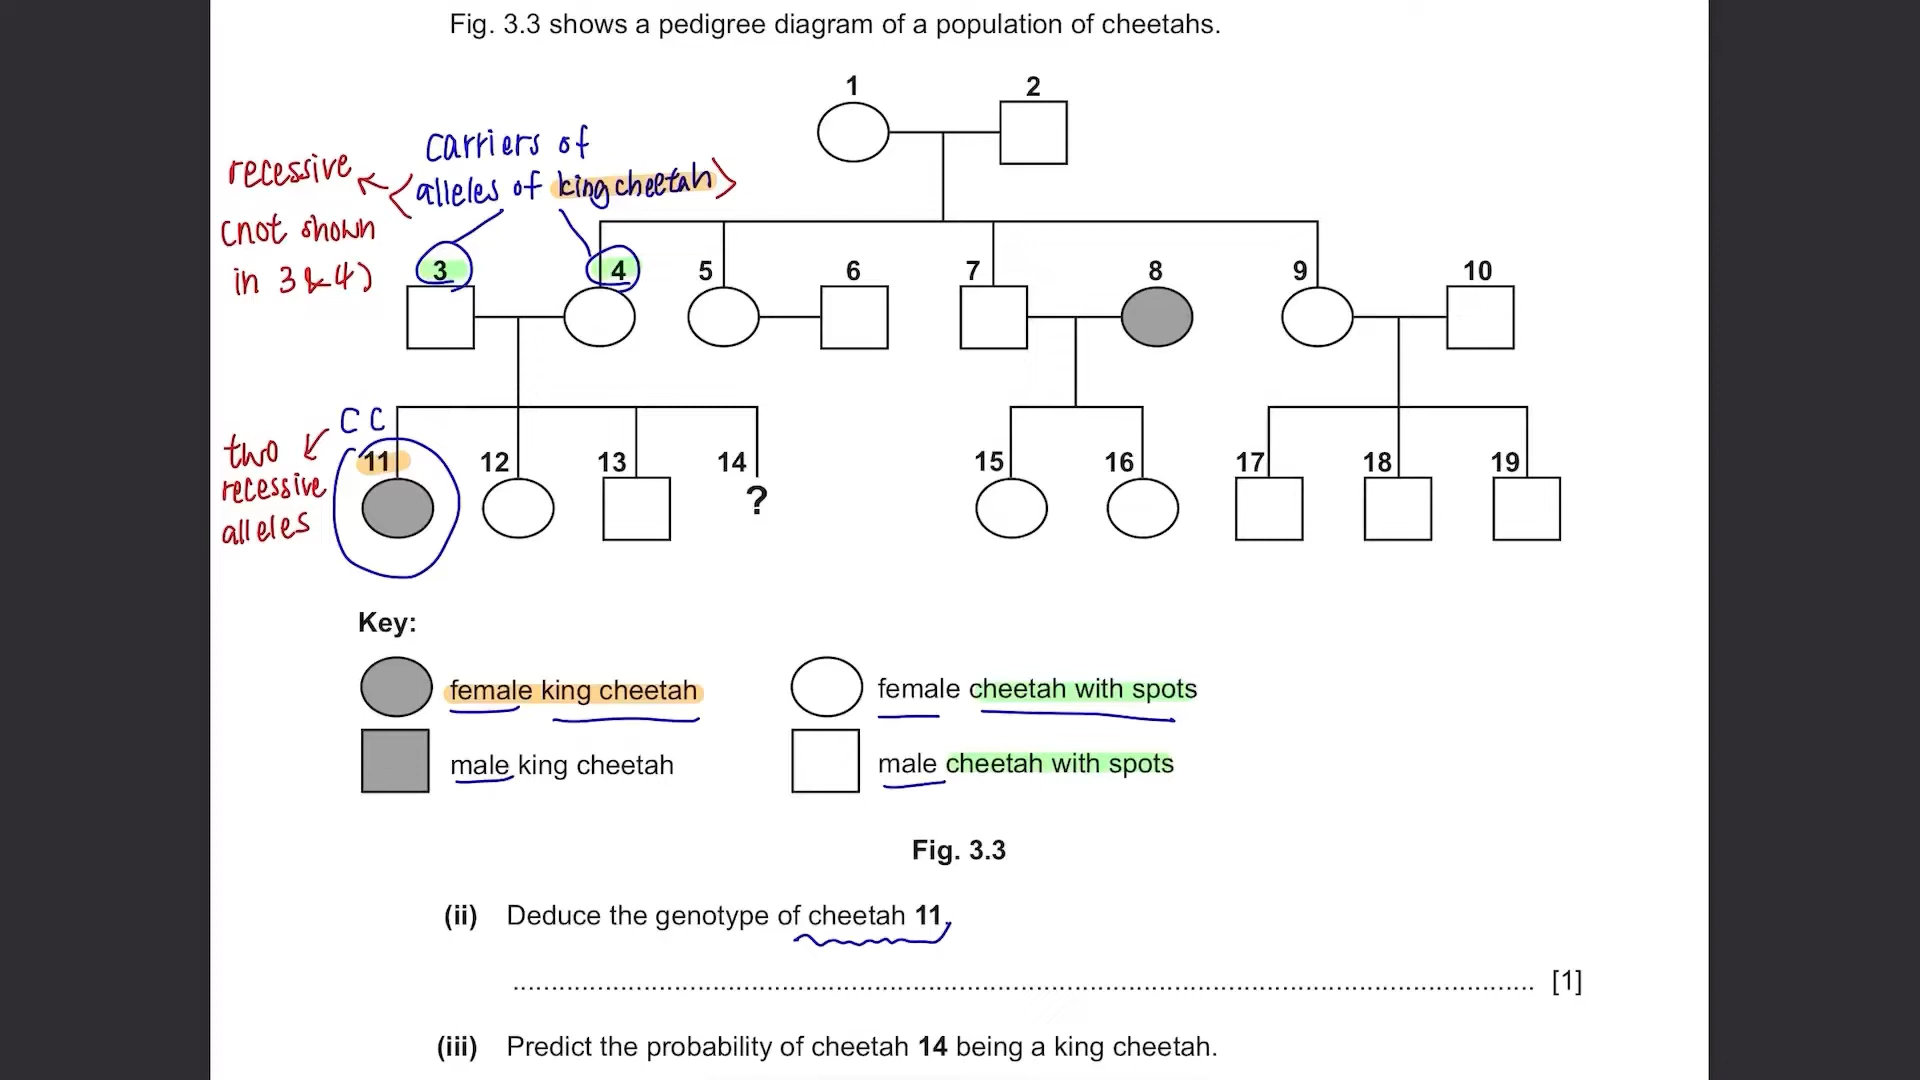 Fig. 3.3 shows a pedigree diagram of a population of cheetahs.
1 2
carriers of
alleles of king cheetah
recessive
(not shown
in 3 & 4)
3 4 5 6 7 8 9 10
C C
two
recessive
alleles
11 12 13 14 15 16 17 18 19
?
Key:
female king cheetah
female cheetah with spots
male king cheetah
male cheetah with spots
Fig. 3.3
(ii) Deduce the genotype of cheetah 11.
[1]
(iii) Predict the probability of cheetah 14 being a king cheetah.